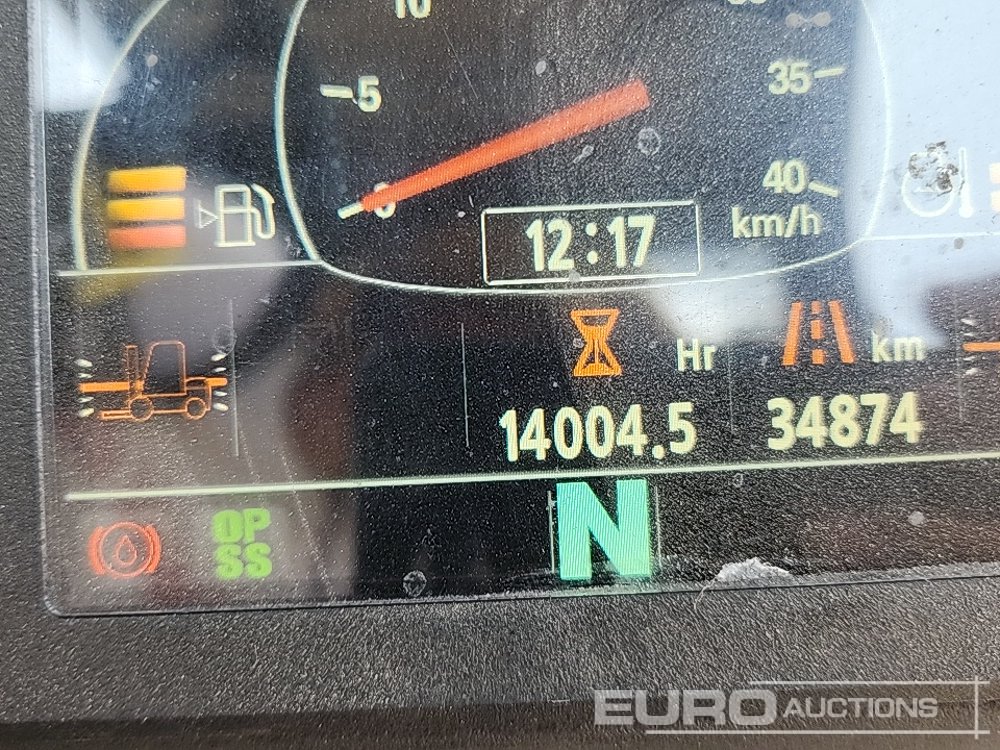 10
5
35
0
40
km/h
12:17
Hr
km
14004.5
34874
OP
SS
N
EURO AUCTIONS